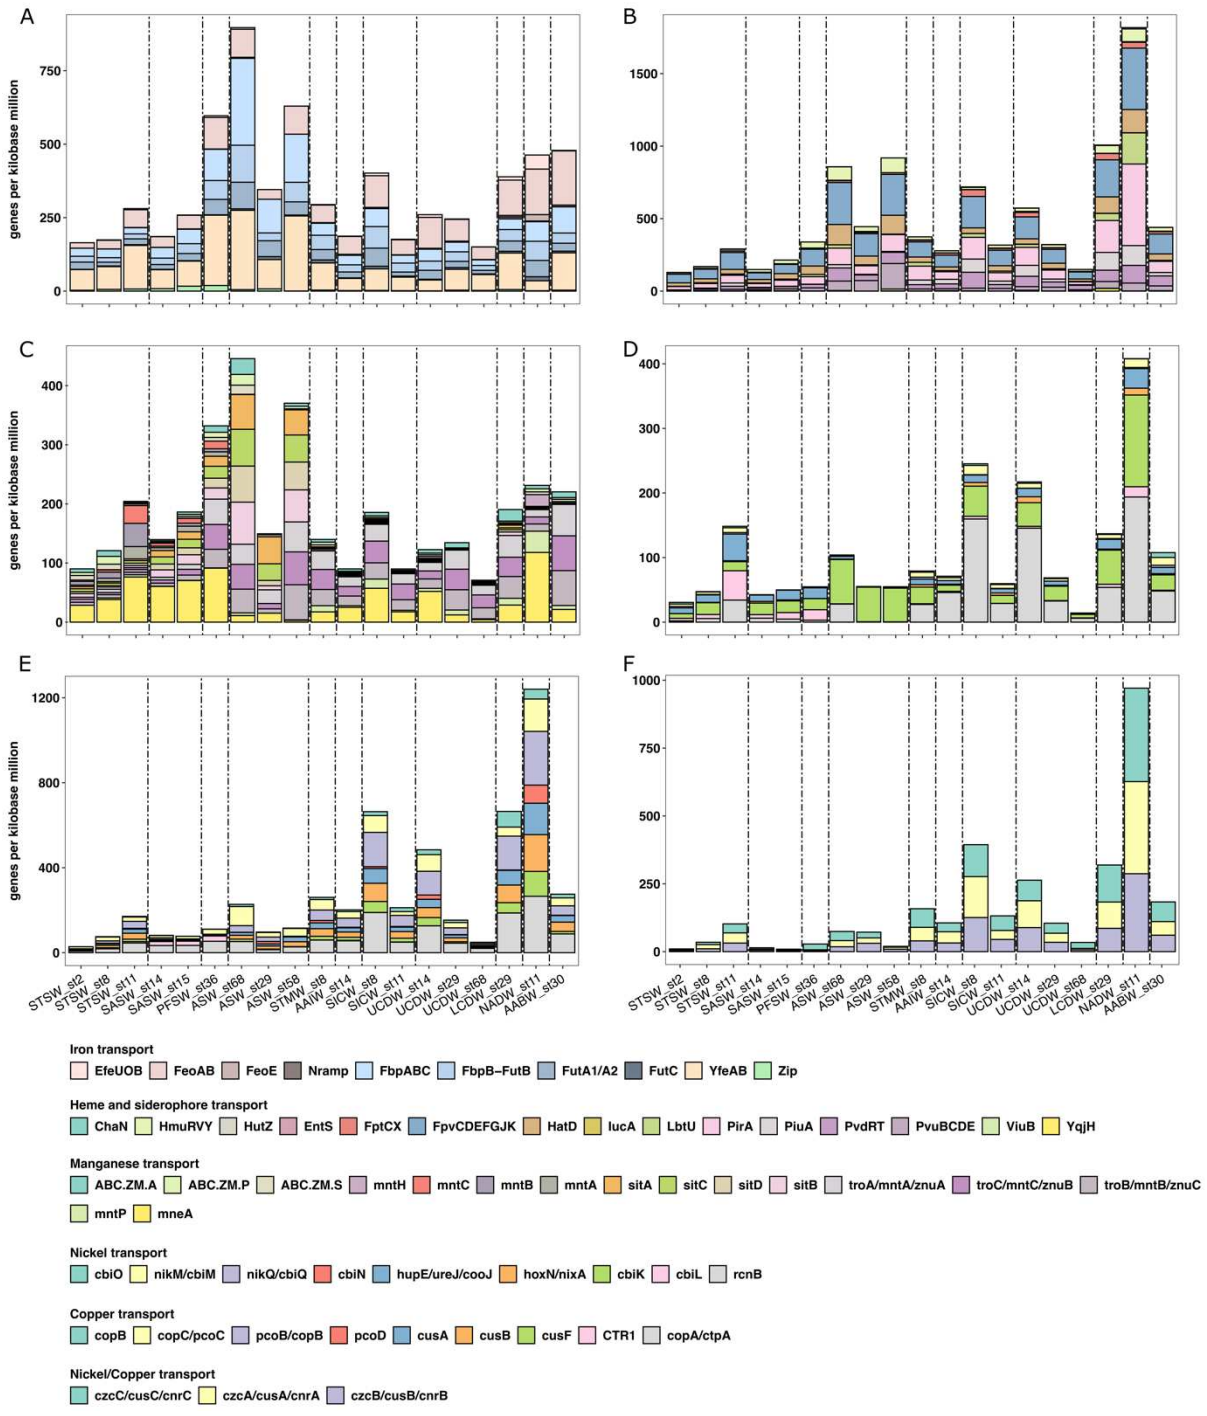 A
B
genes per kilobase million
750
500
250
0
1500
1000
500
0
C
D
400
300
200
100
0
400
300
200
100
0
E
F
genes per kilobase million
1200
800
400
0
1000
750
500
250
0
STSW_st2
STSW_st8
STSW_st11
SASW_st14
SASW_st15
PFSW_st36
ASW_st68
ASW_st29
ASW_st58
STMW_st8
AAIW_st14
SICW_st8
SICW_st11
UCDW_st14
UCDW_st29
UCDW_st68
LCDW_st29
NADW_st11
AABW_st30
STSW_st2
STSW_st8
STSW_st11
SASW_st14
SASW_st15
PFSW_st36
ASW_st68
ASW_st29
ASW_st58
STMW_st8
AAIW_st14
SICW_st8
SICW_st11
UCDW_st14
UCDW_st29
UCDW_st68
LCDW_st29
NADW_st11
AABW_st30
Iron transport
EfeUOB FeoAB FeoE Nramp FbpABC FbpB−FutB FutA1/A2 FutC YfeAB Zip
Heme and siderophore transport
ChaN HmuRVY HutZ EntS FptCX FpvCDEFGJK HatD IucA LbtU PirA PiuA PvdRT PvuBCDE ViuB YqjH
Manganese transport
ABC.ZM.A ABC.ZM.P ABC.ZM.S mntH mntC mntB mntA sitA sitC sitD sitB troA/mntA/znuA troC/mntC/znuB troB/mntB/znuC
mntP mneA
Nickel transport
cbiO nikM/cbiM nikQ/cbiQ cbiN hupE/ureJ/cooJ hoxN/nixA cbiK cbiL rcnB
Copper transport
copB copC/pcoC pcoB/copB pcoD cusA cusB cusF CTR1 copA/ctpA
Nickel/Copper transport
czcC/cusC/cnrC czcA/cusA/cnrA czcB/cusB/cnrB